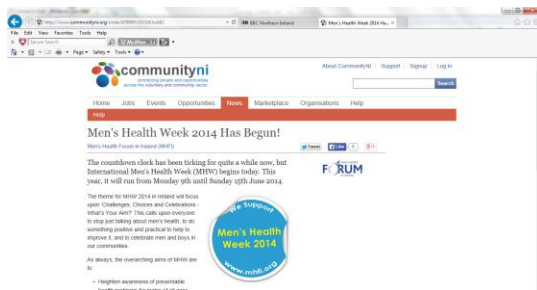 BBC Northern Ireland
Men's Health Week 2014 Ha...
File Edit View Favorites Tools Help
McAfee
Page Safety Tools
communityni
connecting people and opportunities
across the voluntary and community sector
About CommunityNI Support Signup Log in
Search
Home Jobs Events Opportunities News Marketplace Organisations Help
Help
Men's Health Week 2014 Has Begun!
Men's Health Forum in Ireland (MHFI)
Tweet Like 0
The countdown clock has been ticking for quite a while now, but
International Men's Health Week (MHW) begins today. This
year, it will run from Monday 9th until Sunday 15th June 2014.
FORUM
The theme for MHW 2014 in Ireland will focus
upon 'Challenges, Choices and Celebrations -
What's Your Aim?' This calls upon everyone
to stop just talking about men's health, to do
something positive and practical to help to
improve it, and to celebrate men and boys in
our communities.
We Support
Men's Health
Week 2014
www.mhfi.org
As always, the overarching aims of MHW are
to:
Heighten awareness of preventable